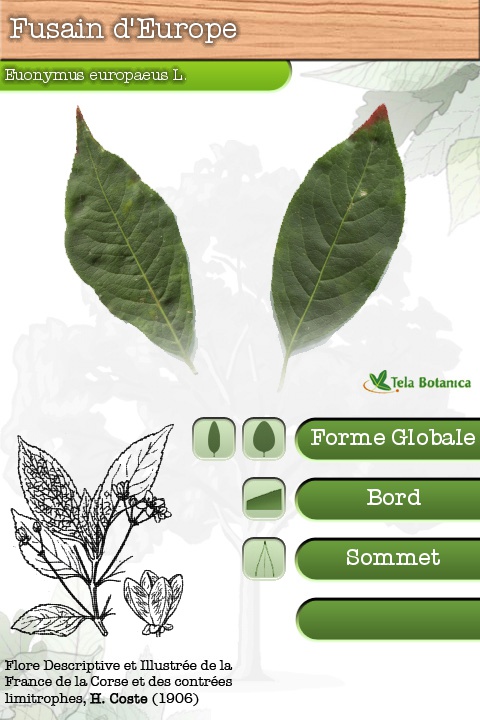 Fusain d'Europe
Euonymus europaeus L.
Tela Botanica
Forme Globale
Bord
Sommet
Flore Descriptive et Illustrée de la
France de la Corse et des contrées
limitrophes, H. Coste (1906)